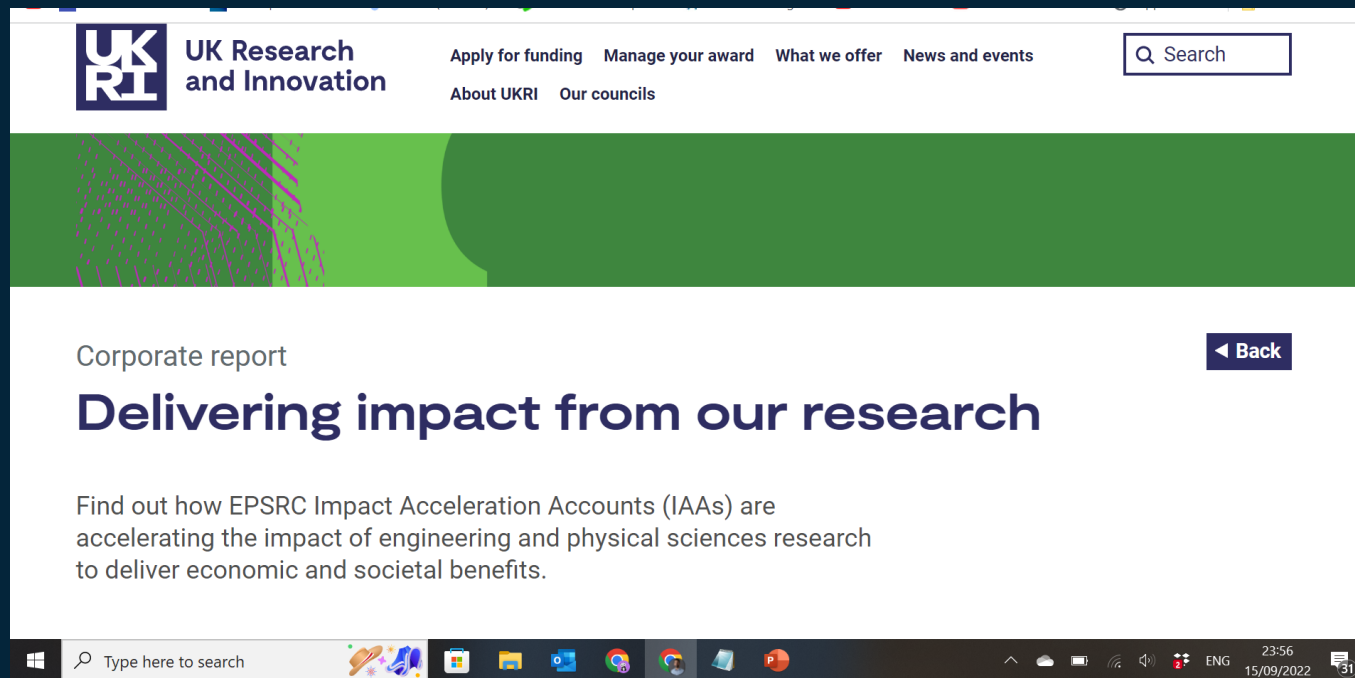 UK
RI
UK Research
and Innovation
Apply for funding Manage your award What we offer News and events
About UKRI Our councils
Search
Corporate report
Back
Delivering impact from our research
Find out how EPSRC Impact Acceleration Accounts (IAAs) are
accelerating the impact of engineering and physical sciences research
to deliver economic and societal benefits.
Type here to search
2
ENG
23:56
15/09/2022
31